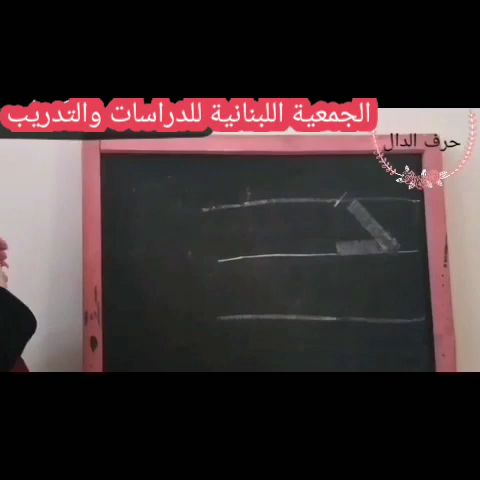 الجمعية اللبنانية للدراسات والتدريب
حرف الدال
د